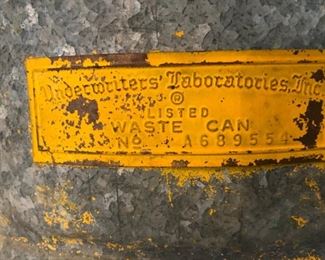 Underwriters' Laboratories, Inc.
®
LISTED
WASTE CAN
No. A689554